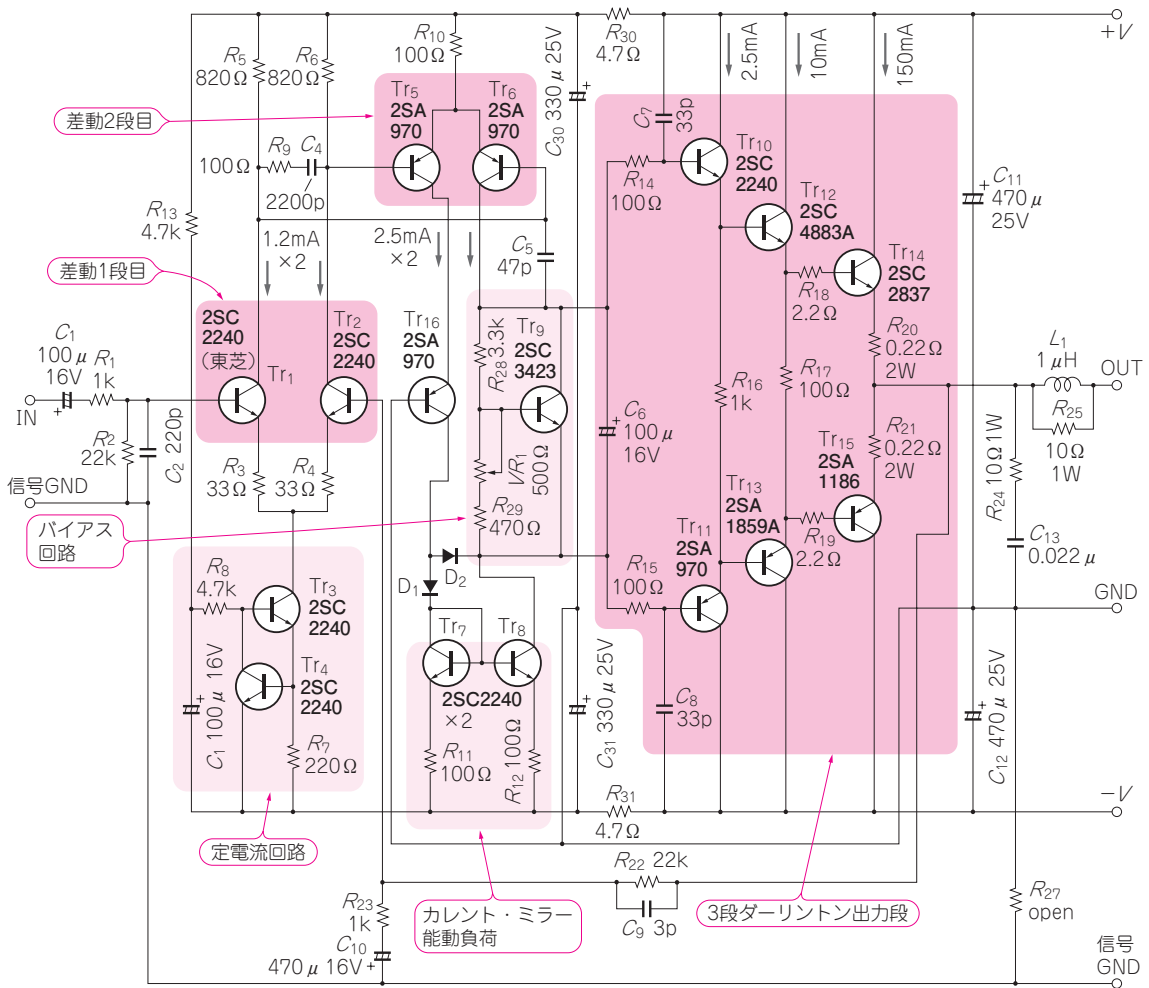 R10
100Ω
R30
4.7Ω
+V
R5
820Ω
R6
820Ω
C30 330μ 25V
2.5mA
10mA
150mA
Tr5
2SA
970
Tr6
2SA
970
差動2段目
C7
33p
Tr10
2SC
2240
R9
C4
100Ω
2200p
R14
100Ω
C11
470μ
25V
Tr12
2SC
4883A
R13
4.7k
1.2mA
×2
2.5mA
×2
C5
47p
Tr14
2SC
2837
差動1段目
R18
2.2Ω
2SC
2240
(東芝)
Tr1
Tr2
2SC
2240
Tr16
2SA
970
R28 3.3k
Tr9
2SC
3423
R20
0.22Ω
2W
L1
1μH
OUT
C1
100μ
16V
R1
1k
IN
R16
1k
R17
100Ω
R25
10Ω
1W
R2
22k
C2 220p
C6
100μ
16V
VR1
500Ω
R21
0.22Ω
2W
Tr15
2SA
1186
R24 10Ω1W
信号GND
R3
33Ω
R4
33Ω
R29
470Ω
Tr13
2SA
1859A
バイアス
回路
Tr11
2SA
970
R19
2.2Ω
C13
0.022μ
D1
D2
R15
100Ω
GND
R8
4.7k
Tr3
2SC
2240
Tr7
Tr8
2SC2240
×2
Tr4
2SC
2240
C1 100μ 16V
R7
220Ω
R11
100Ω
R12 100Ω
C31 330μ 25V
C8
33p
C12 470μ 25V
R31
4.7Ω
−V
定電流回路
R22 22k
C9 3p
R23
1k
C10
470μ 16V
カレント・ミラー
能動負荷
3段ダーリントン出力段
R27
open
信号
GND